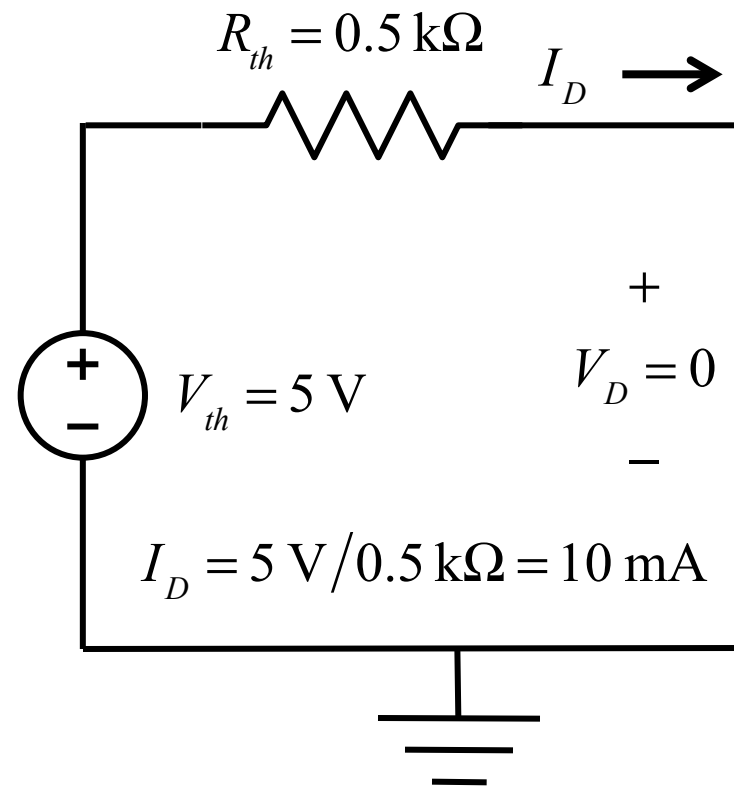 R_th = 0.5 kΩ
I_D
+
+
−
V_th = 5 V
V_D = 0
−
I_D = 5 V/0.5 kΩ = 10 mA